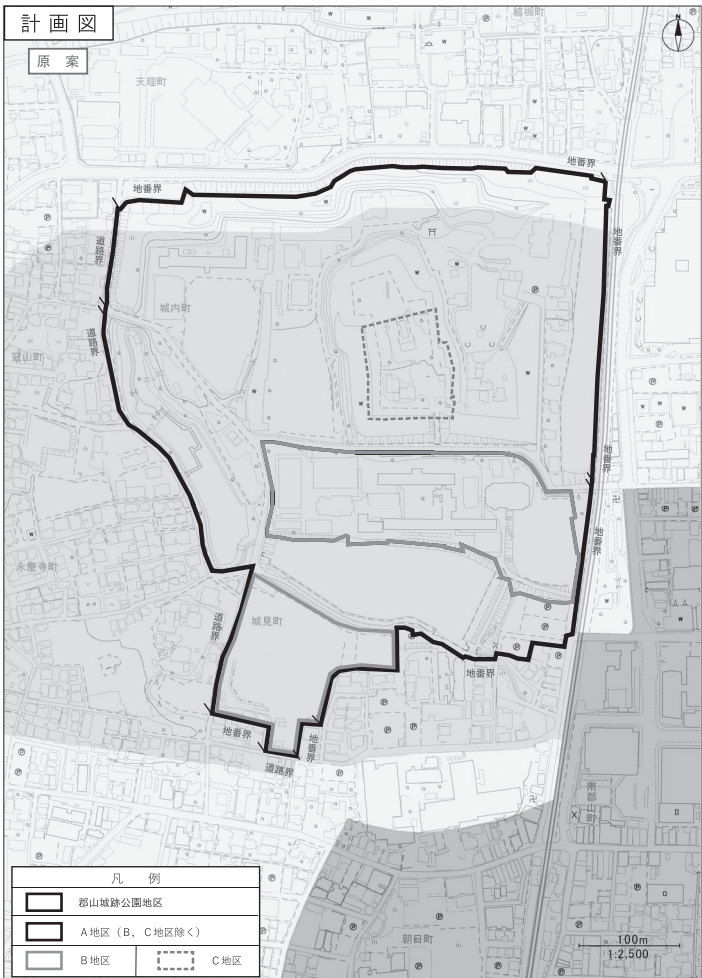 計画図
植槻町
N
原 案
天理町
地番界
地番界
道路界
地番界
城内町
道路界
冠山町
地番界
地番界
永慶寺町
城見町
道路界
地番界
地番界
地番界
道路界
南郡山町
凡 例
郡山城跡公園地区
A地区（B，C地区除く）
B地区
C地区
朝日町
100m
1:2,500